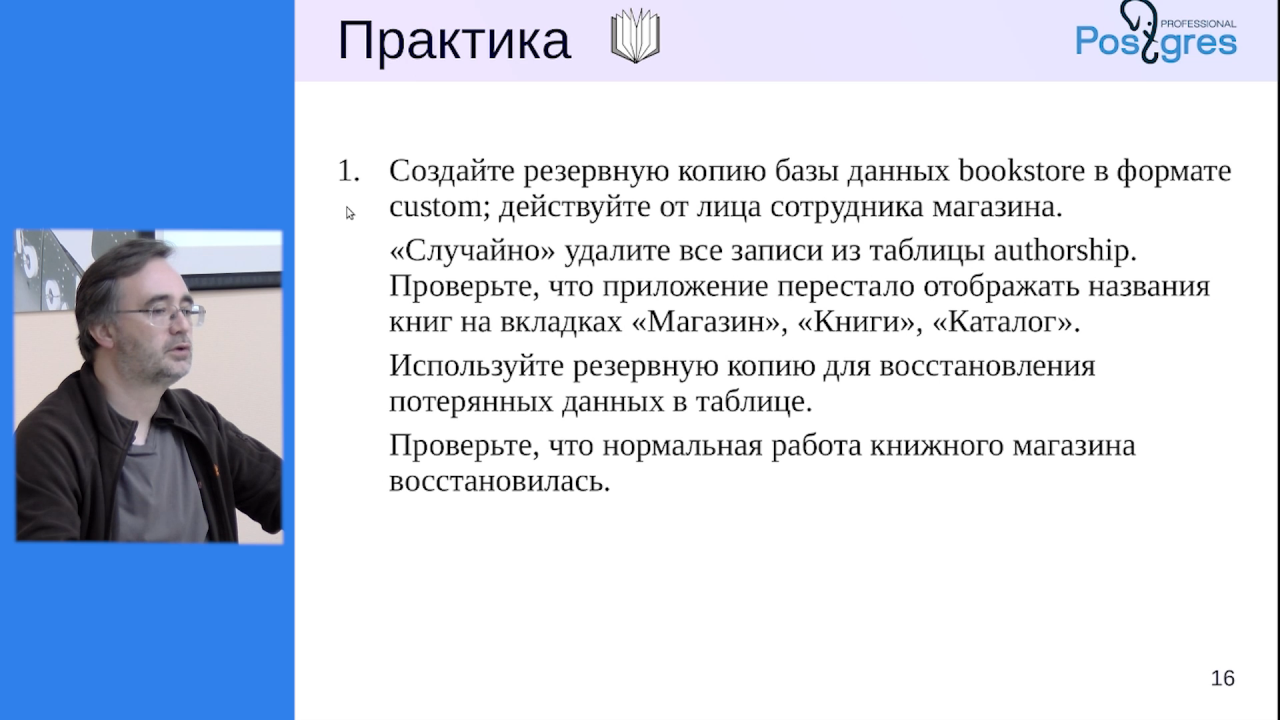 Практика
PROFESSIONAL
Postgres
1. Создайте резервную копию базы данных bookstore в формате
custom; действуйте от лица сотрудника магазина.
«Случайно» удалите все записи из таблицы authorship.
Проверьте, что приложение перестало отображать названия
книг на вкладках «Магазин», «Книги», «Каталог».
Используйте резервную копию для восстановления
потерянных данных в таблице.
Проверьте, что нормальная работа книжного магазина
восстановилась.
16